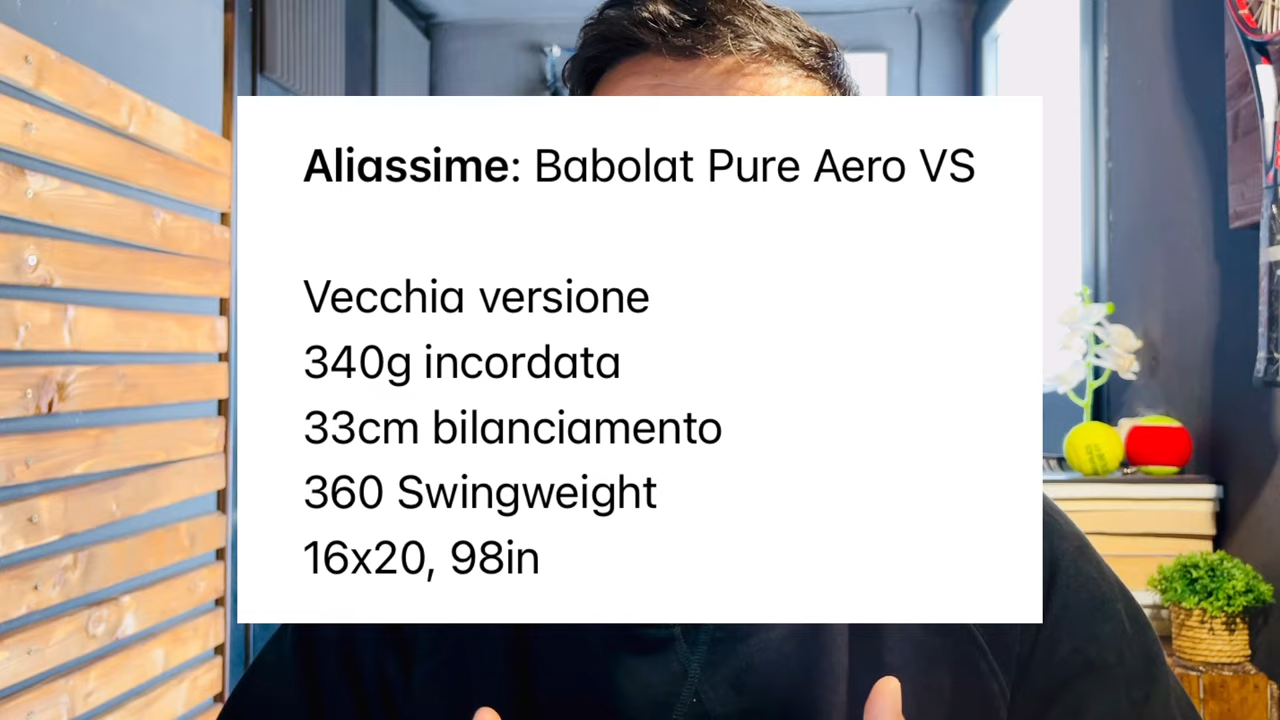 Aliassime: Babolat Pure Aero VS
Vecchia versione
340g incordata
33cm bilanciamento
360 Swingweight
16x20, 98in